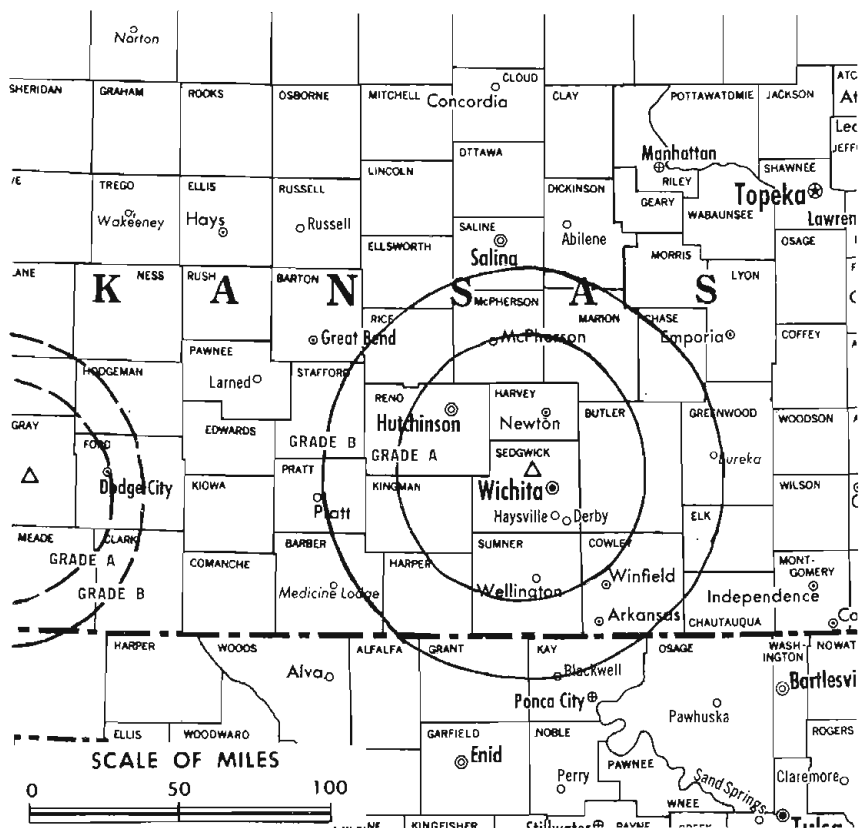 Norton
SHERIDAN
GRAHAM
ROOKS
OSBORNE
MITCHELL
CLOUD
Concordia
CLAY
POTTAWATOMIE
JACKSON
OTTAWA
LINCOLN
Manhattan
TREGO
Wakeeney
ELLIS
Hays
RUSSELL
Russell
DICKINSON
Abilene
RILEY
GEARY
SHAWNEE
Topeka
WABAUNSEE
SALINE
Salina
ELLSWORTH
MORRIS
OSAGE
LANE
NESS
RUSH
BARTON
LYON
K A N S A S
McPHERSON
RICE
MARION
CHASE
Great Bend
McPherson
Emporia
COFFEY
PAWNEE
Larned
HODGEMAN
STAFFORD
RENO
Hutchinson
HARVEY
Newton
BUTLER
GREENWOOD
WOODSON
GRAY
FORD
EDWARDS
GRADE B
GRADE A
SEDGWICK
Eureka
Dodge City
KIOWA
PRATT
Pratt
KINGMAN
Wichita
WILSON
Haysville
Derby
ELK
MEADE
CLARK
GRADE A
GRADE B
COMANCHE
BARBER
Medicine Lodge
HARPER
SUMNER
Wellington
COWLEY
Winfield
Arkansas
MONT-
GOMERY
Independence
CHAUTAUQUA
HARPER
WOODS
Alva
ALFALFA
GRANT
KAY
Blackwell
OSAGE
WASH-
INGTON
Ponca City
Pawhuska
ELLIS
WOODWARD
GARFIELD
Enid
NOBLE
Perry
PAWNEE
ROGERS
Claremore
Sand Springs
KINGFISHER
Stillwater
PAYNE
Tulsa
SCALE OF MILES
0 50 100